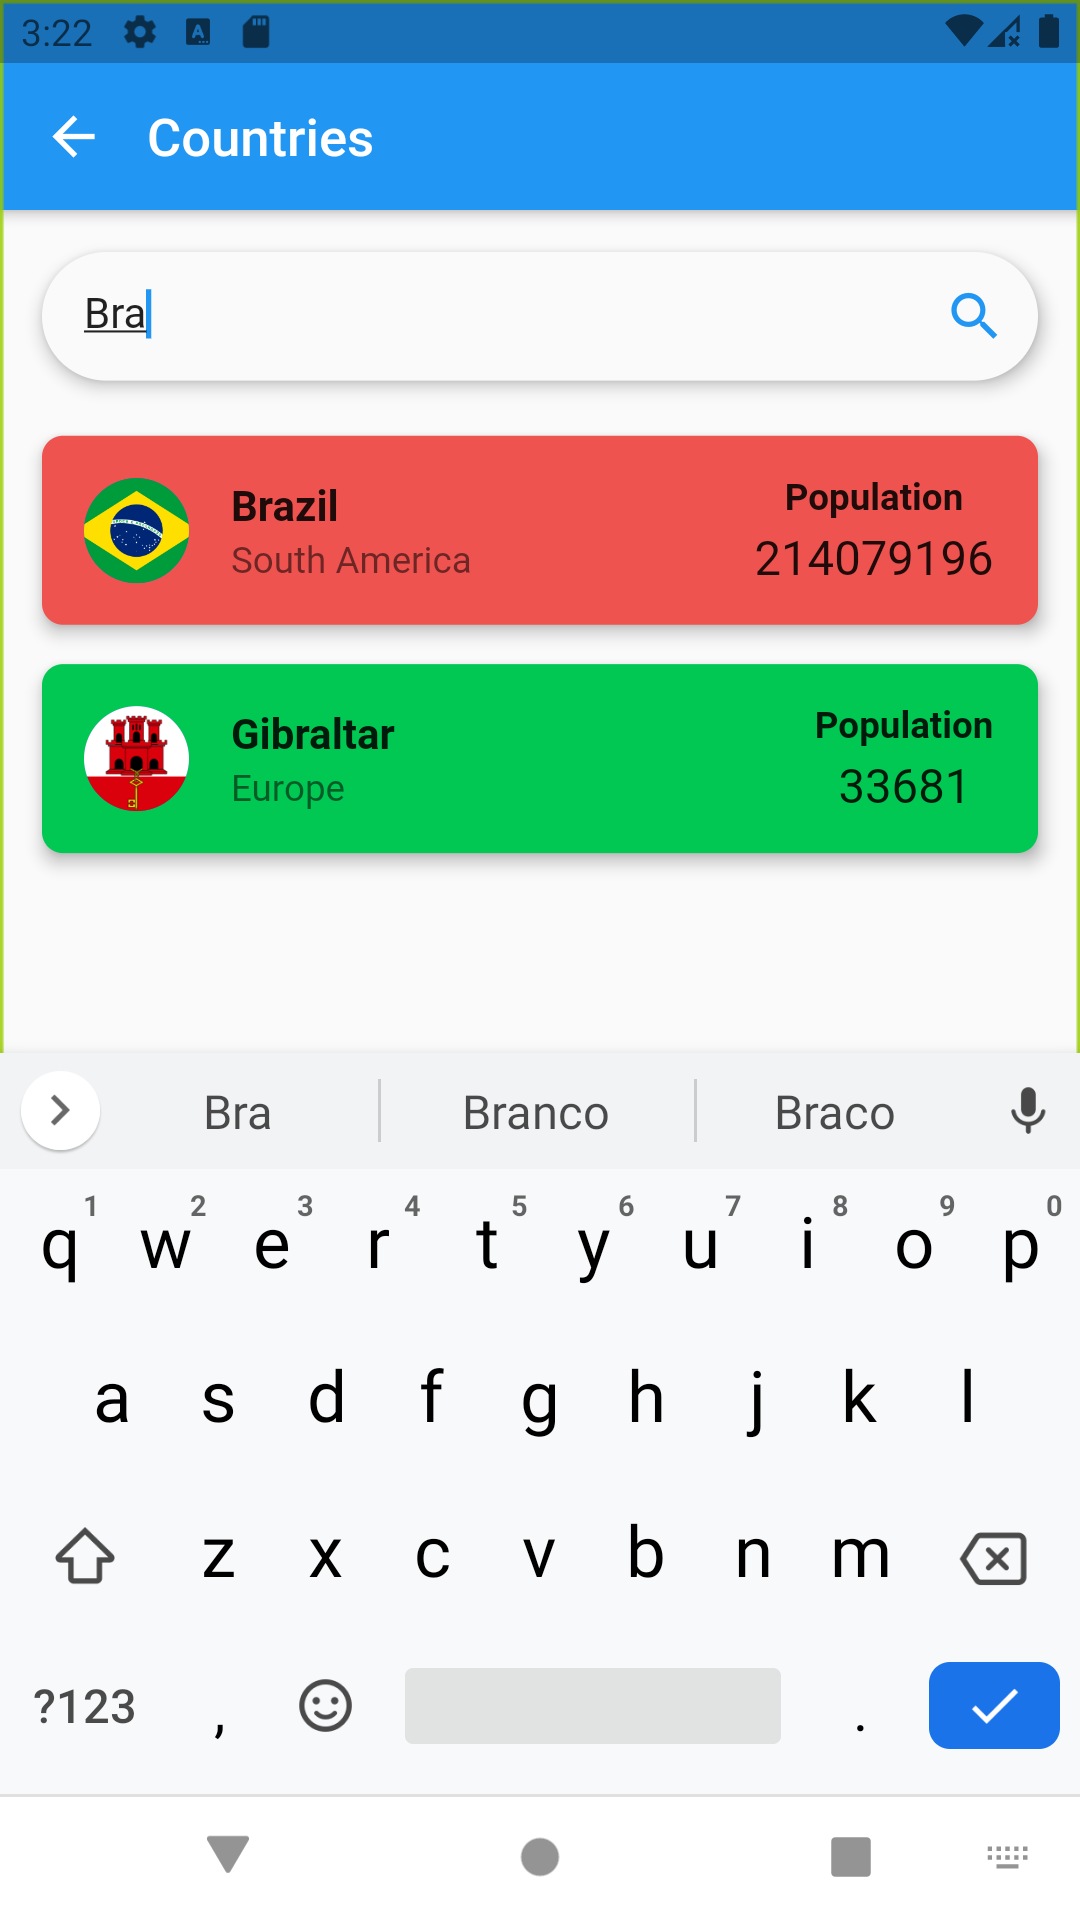 3:22
Countries
Bra
Brazil
South America
Population
214079196
Gibraltar
Europe
Population
33681
Bra Branco Braco
1 2 3 4 5 6 7 8 9 0
q w e r t y u i o p
a s d f g h j k l
z x c v b n m
?123 , .